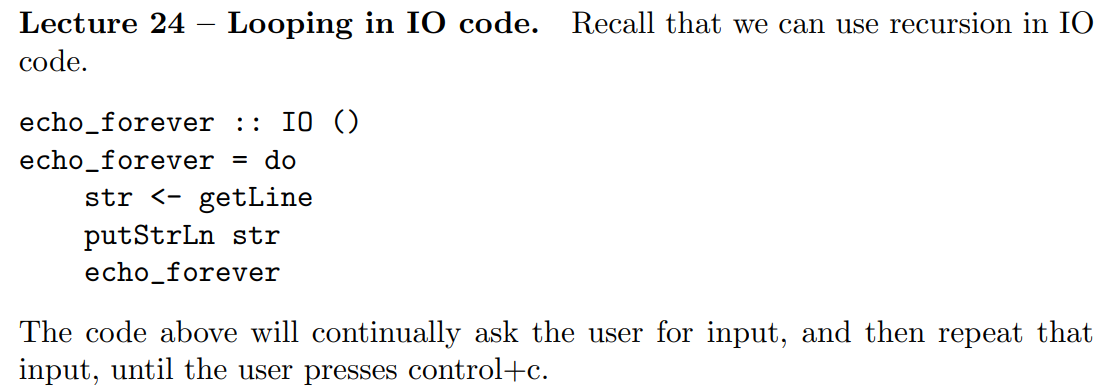 Lecture 24 – Looping in IO code. Recall that we can use recursion in IO
code.
echo_forever :: IO ()
echo_forever = do
    str <- getLine
    putStrLn str
    echo_forever
The code above will continually ask the user for input, and then repeat that
input, until the user presses control+c.